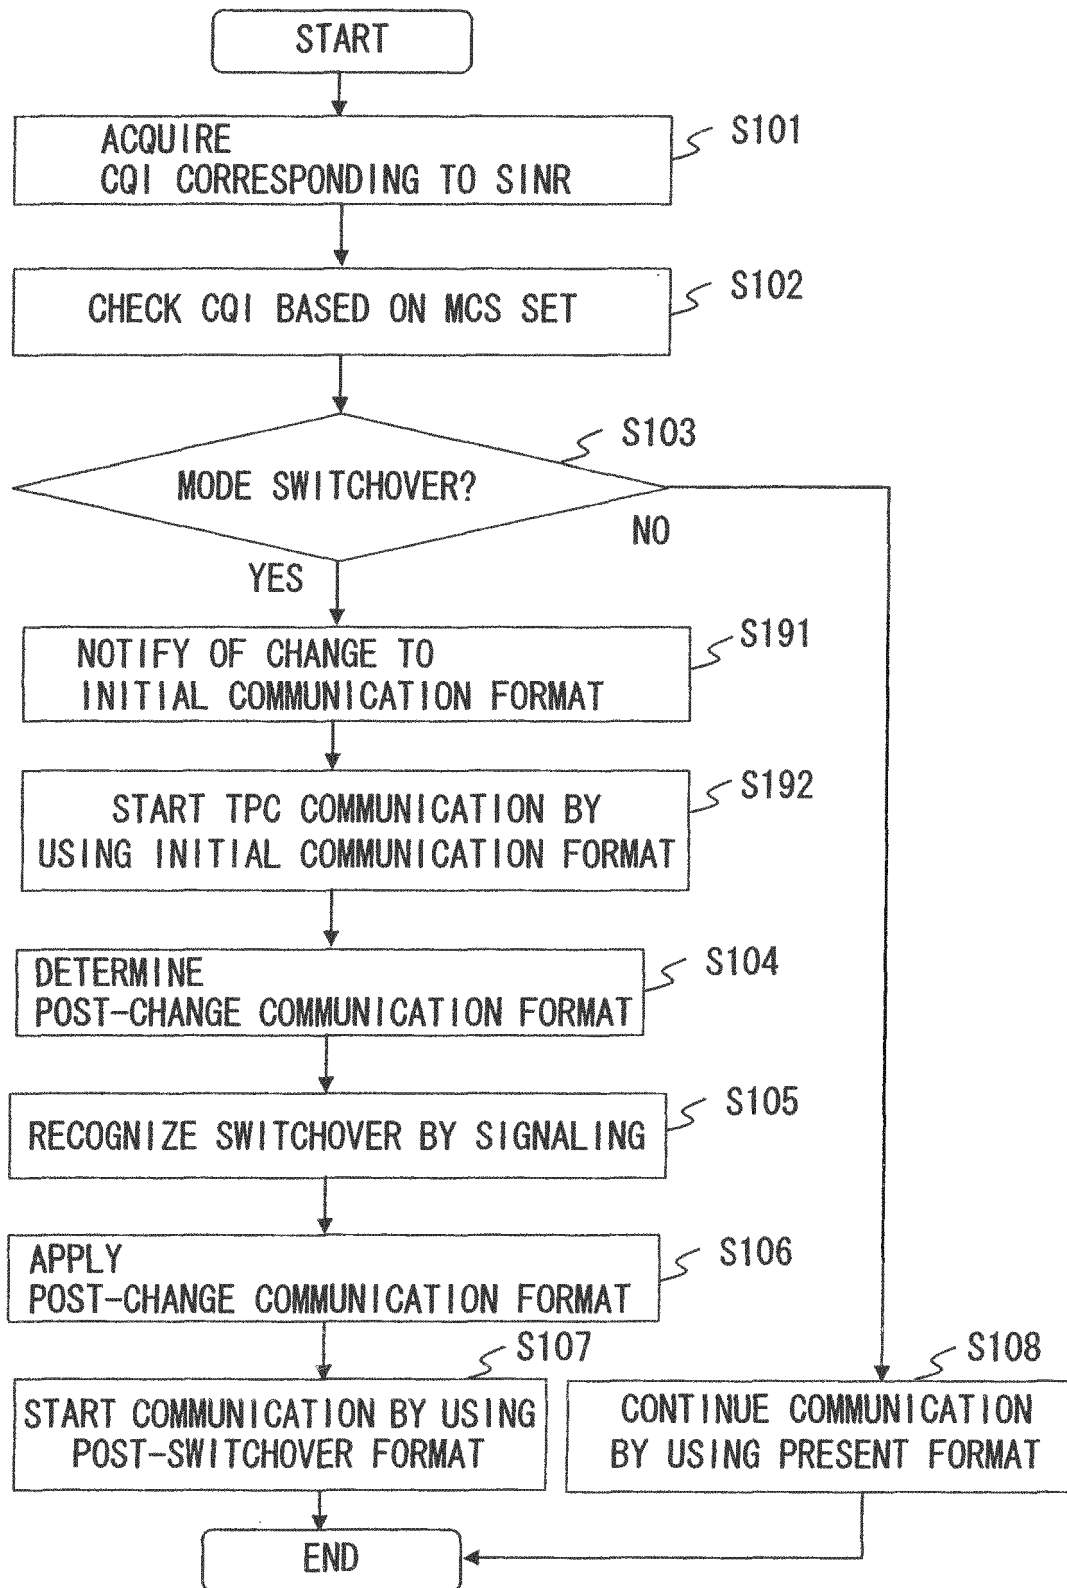 START
ACQUIRE
CQI CORRESPONDING TO SINR
S101
CHECK CQI BASED ON MCS SET
S102
MODE SWITCHOVER?
S103
NO
YES
NOTIFY OF CHANGE TO
INITIAL COMMUNICATION FORMAT
S191
START TPC COMMUNICATION BY
USING INITIAL COMMUNICATION FORMAT
S192
DETERMINE
POST-CHANGE COMMUNICATION FORMAT
S104
RECOGNIZE SWITCHOVER BY SIGNALING
S105
APPLY
POST-CHANGE COMMUNICATION FORMAT
S106
START COMMUNICATION BY USING
POST-SWITCHOVER FORMAT
S107
CONTINUE COMMUNICATION
BY USING PRESENT FORMAT
S108
END